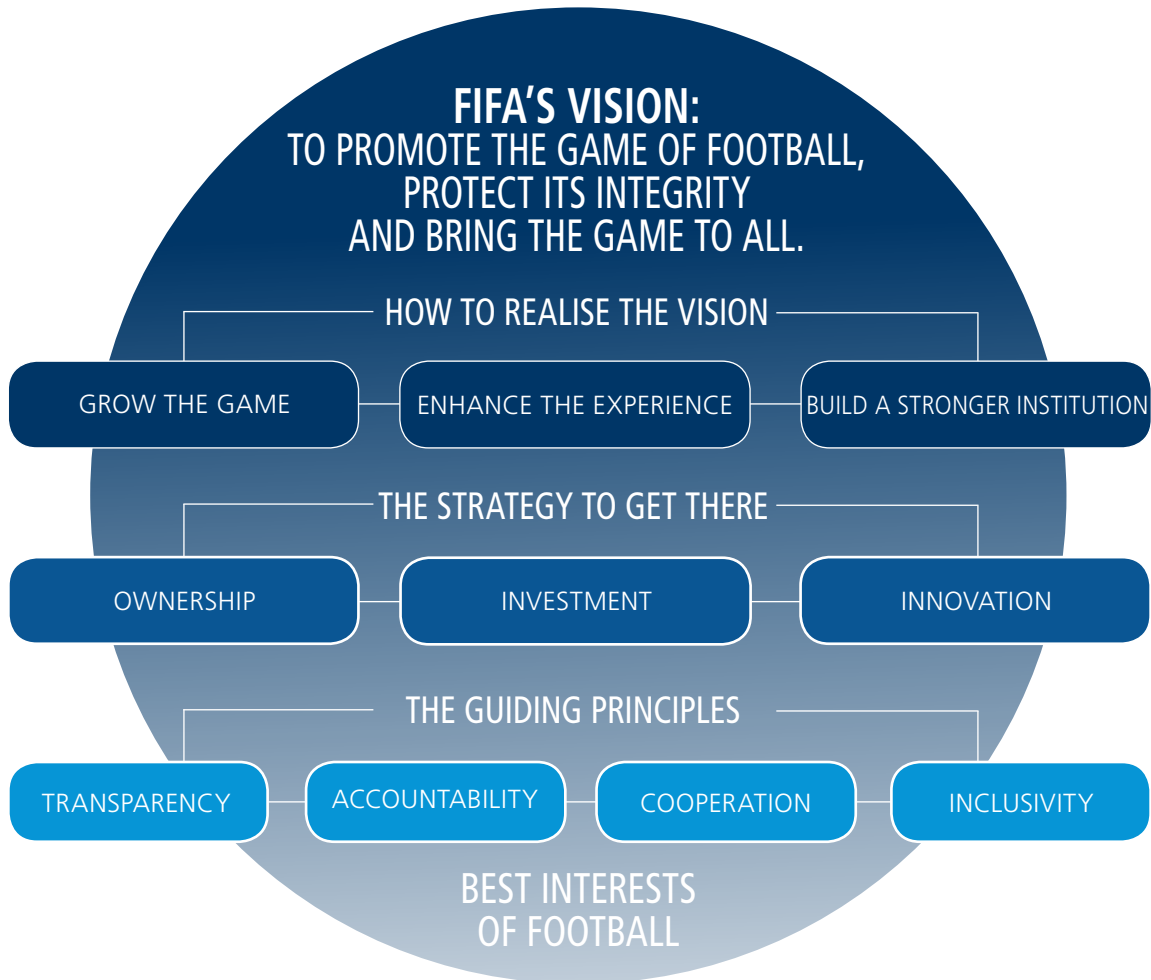 FIFA'S VISION:
TO PROMOTE THE GAME OF FOOTBALL,
PROTECT ITS INTEGRITY
AND BRING THE GAME TO ALL.
HOW TO REALISE THE VISION
GROW THE GAME
ENHANCE THE EXPERIENCE
BUILD A STRONGER INSTITUTION
THE STRATEGY TO GET THERE
OWNERSHIP
INVESTMENT
INNOVATION
THE GUIDING PRINCIPLES
TRANSPARENCY
ACCOUNTABILITY
COOPERATION
INCLUSIVITY
BEST INTERESTS
OF FOOTBALL